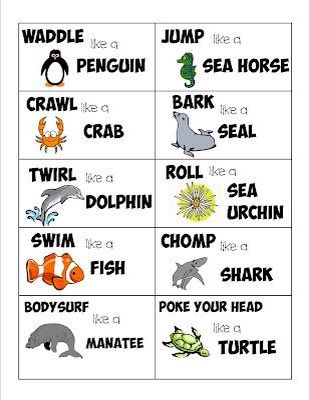 WADDLE like a
PENGUIN
JUMP like a
SEA HORSE
CRAWL like a
CRAB
BARK like a
SEAL
TWIRL like a
DOLPHIN
ROLL like a
SEA
URCHIN
SWIM like a
FISH
CHOMP like a
SHARK
BODYSURF
like a
MANATEE
POKE YOUR HEAD
like a
TURTLE